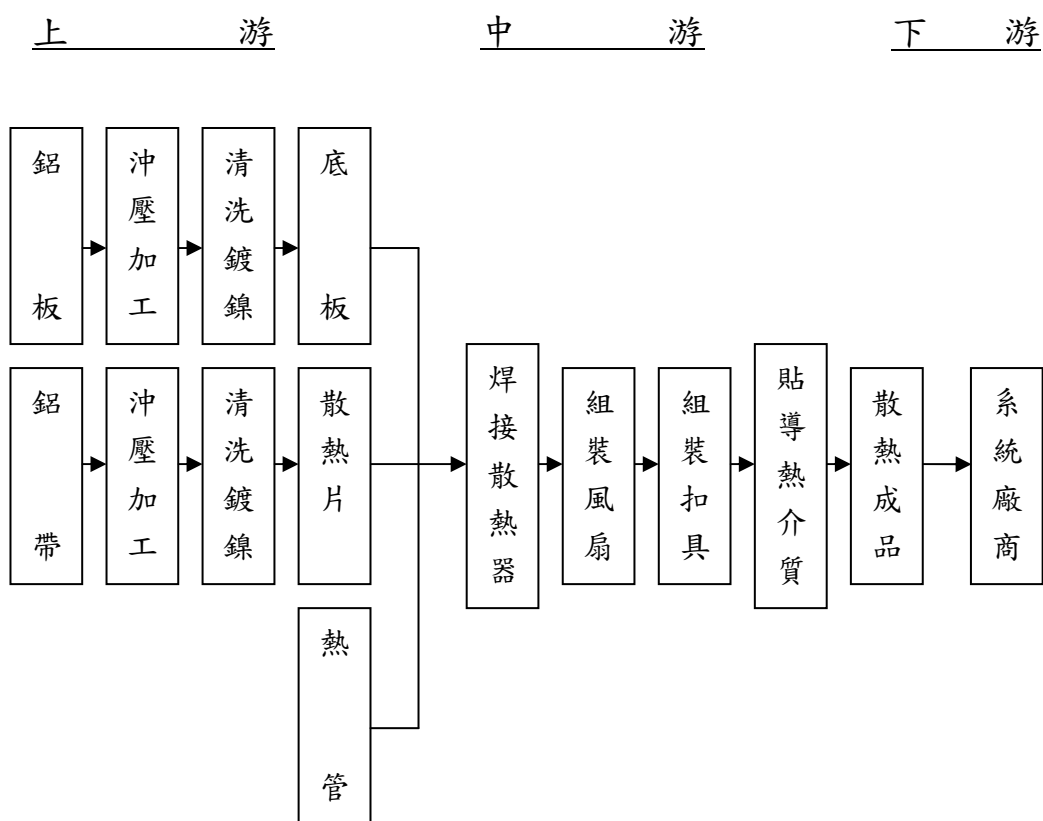 上游
中游
下游
鋁板
沖壓加工
清洗鍍鎳
底板
鋁帶
沖壓加工
清洗鍍鎳
散熱片
熱管
焊接散熱器
組裝風扇
組裝扣具
貼導熱介質
散熱成品
系統廠商